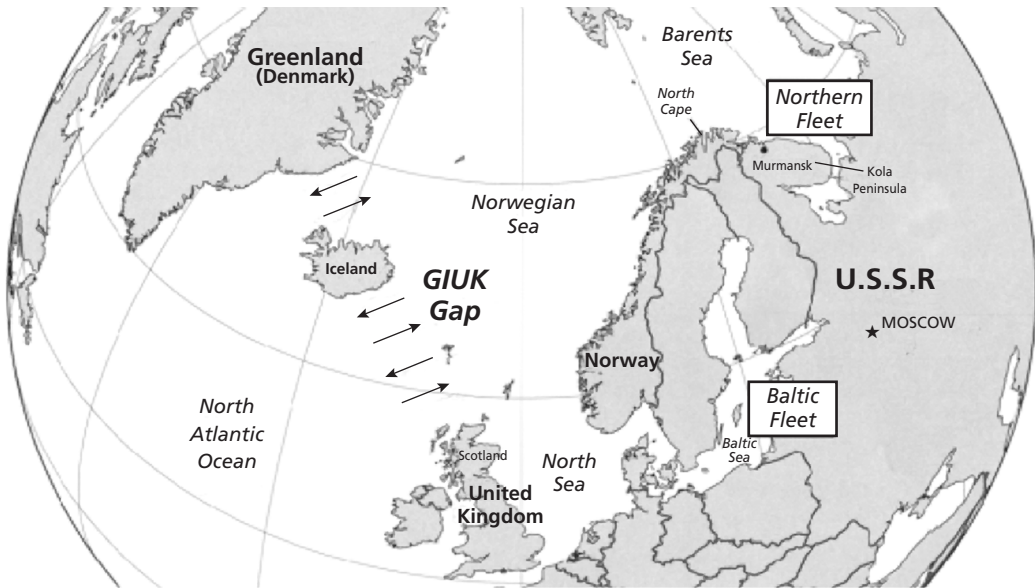 Greenland
(Denmark)
Barents
Sea
North
Cape
Northern
Fleet
Murmansk
Kola
Peninsula
Norwegian
Sea
Iceland
GIUK
Gap
U.S.S.R
MOSCOW
Norway
Baltic
Fleet
Baltic
Sea
North
Atlantic
Ocean
Scotland
North
Sea
United
Kingdom